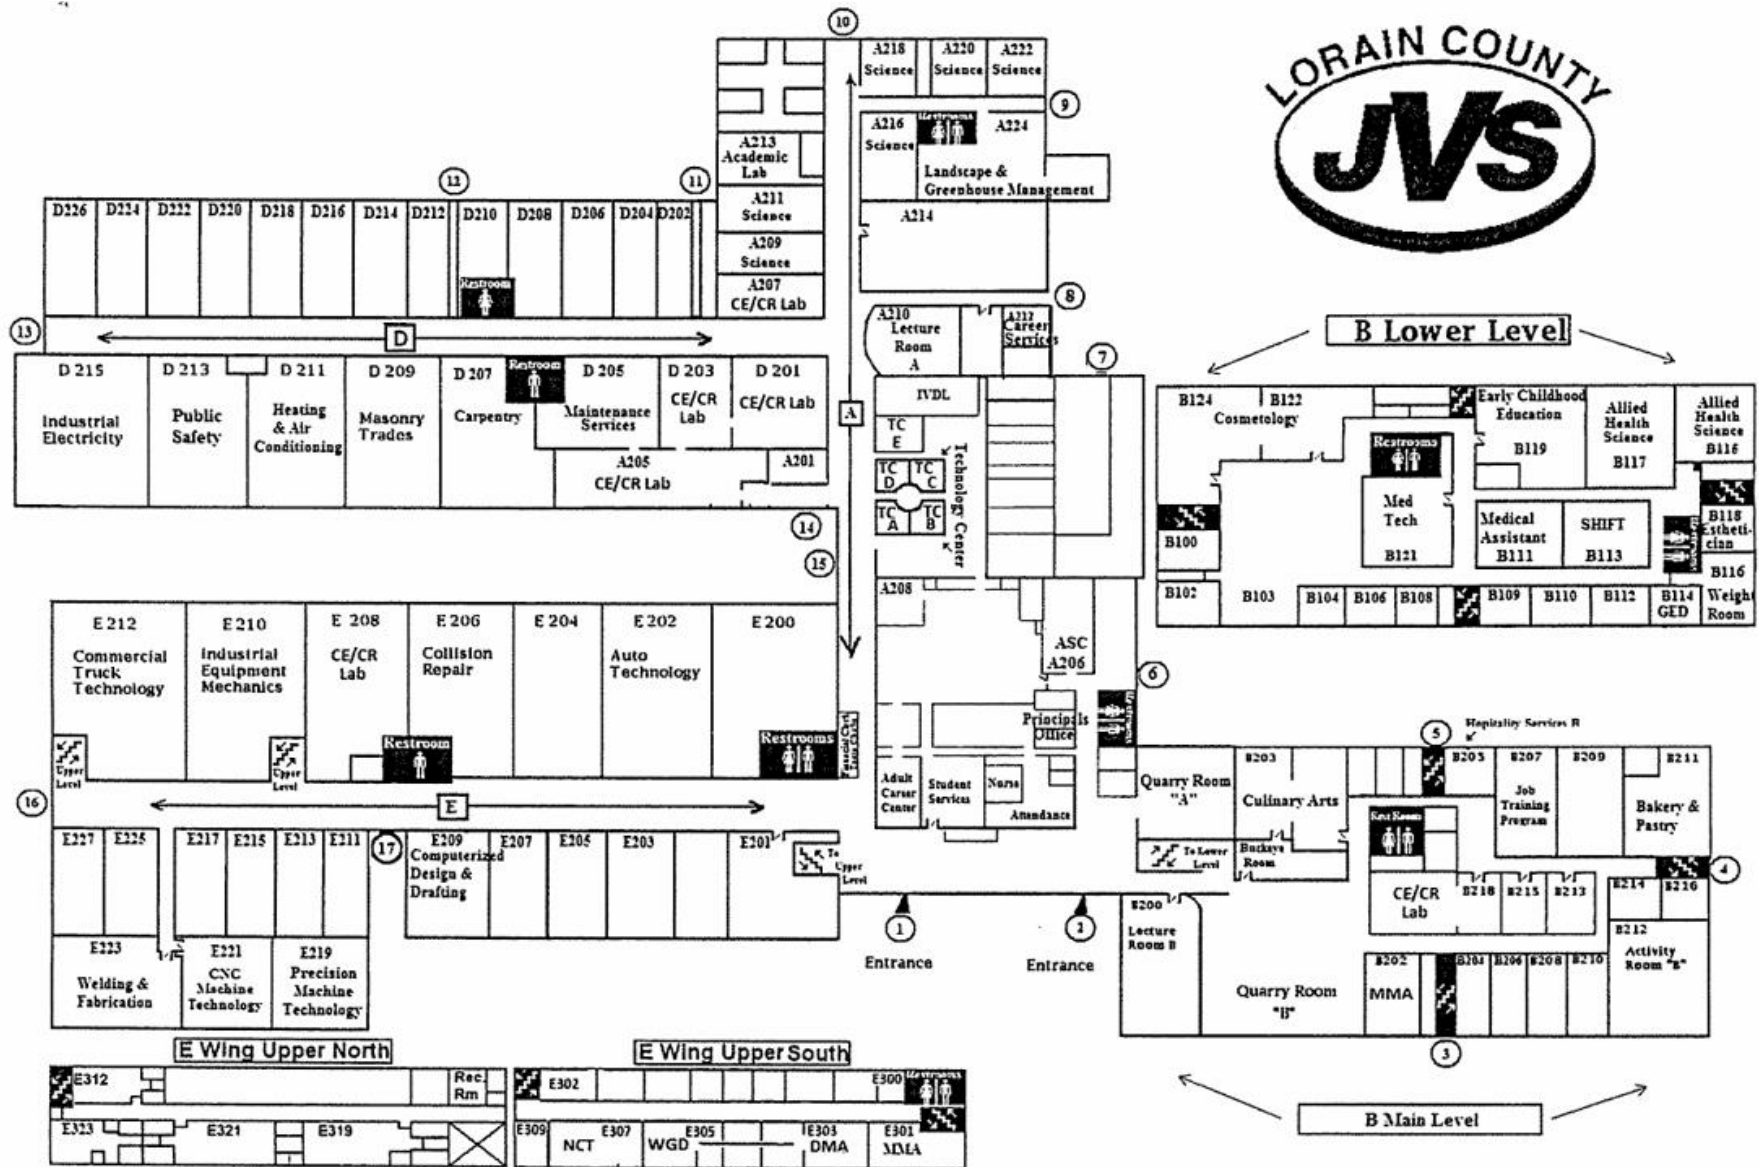 LORAIN COUNTY
JVS
10
A218
Science
A220
Science
A222
Science
9
A216
Science
Restrooms
A224
Landscape &
Greenhouse Management
A214
A213
Academic
Lab
A211
Science
A209
Science
A207
CE/CR Lab
12
11
D226
D224
D222
D220
D218
D216
D214
D212
D210
D208
D206
D204
D202
Restroom
13
D
D 215
Industrial
Electricity
D 213
Public
Safety
D 211
Heating
& Air
Conditioning
D 209
Masonry
Trades
D 207
Carpentry
Restroom
D 205
Maintenance
Services
D 203
CE/CR
Lab
D 201
CE/CR Lab
A205
CE/CR Lab
A201
A
14
15
8
A210
Lecture
Room
A
A212
Career
Services
7
IVDL
TC
E
TC
D
TC
C
TC
A
TC
B
Technology Center
A208
ASC
A206
6
Principals
Office
Adult
Career
Center
Student
Services
Nurse
Attendance
E 212
Commercial
Truck
Technology
E 210
Industrial
Equipment
Mechanics
E 208
CE/CR
Lab
E 206
Collision
Repair
E 204
E 202
Auto
Technology
E 200
Upper
Level
Upper
Level
Restroom
Restrooms
16
E
E227
E225
E217
E215
E213
E211
17
E209
Computerized
Design &
Drafting
E207
E205
E203
E201
To
Upper
Level
E223
Welding &
Fabrication
E221
CNC
Machine
Technology
E219
Precision
Machine
Technology
1
Entrance
2
Entrance
B Lower Level
B124
B122
Cosmetology
Early Childhood
Education
B119
Allied
Health
Science
B117
Allied
Health
Science
B116
Restrooms
Med
Tech
B121
Medical
Assistant
B111
SHIFT
B113
B118
Estheti-
cian
B116
Weight
Room
B100
B102
B103
B104
B106
B108
B109
B110
B112
B114
GED
5
Hopitality Services B
Quarry Room
"A"
B203
Culinary Arts
B205
B207
Job
Training
Program
B209
B211
Bakery &
Pastry
To Lower
Level
Buckeye
Room
Rest Room
CE/CR
Lab
B218
B215
B213
B214
B216
4
B200
Lecture
Room B
Quarry Room
"B"
B202
MMA
B204
B206
B208
B210
B212
Activity
Room "B"
3
B Main Level
E Wing Upper North
E312
Rec.
Rm
E323
E321
E319
E Wing Upper South
E302
E300
Restrooms
E309
NCT
E307
WGD
E305
E303
DMA
E301
MMA